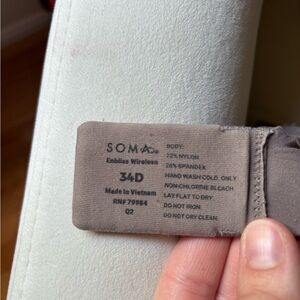 SOMA
Enbliss Wireless
34D
Made in Vietnam
RN# 79984
Q2
BODY:
72% NYLON
28% SPANDEX
HAND WASH COLD. ONLY
NON-CHLORINE BLEACH
LAY FLAT TO DRY
DO NOT IRON
DO NOT DRY CLEAN